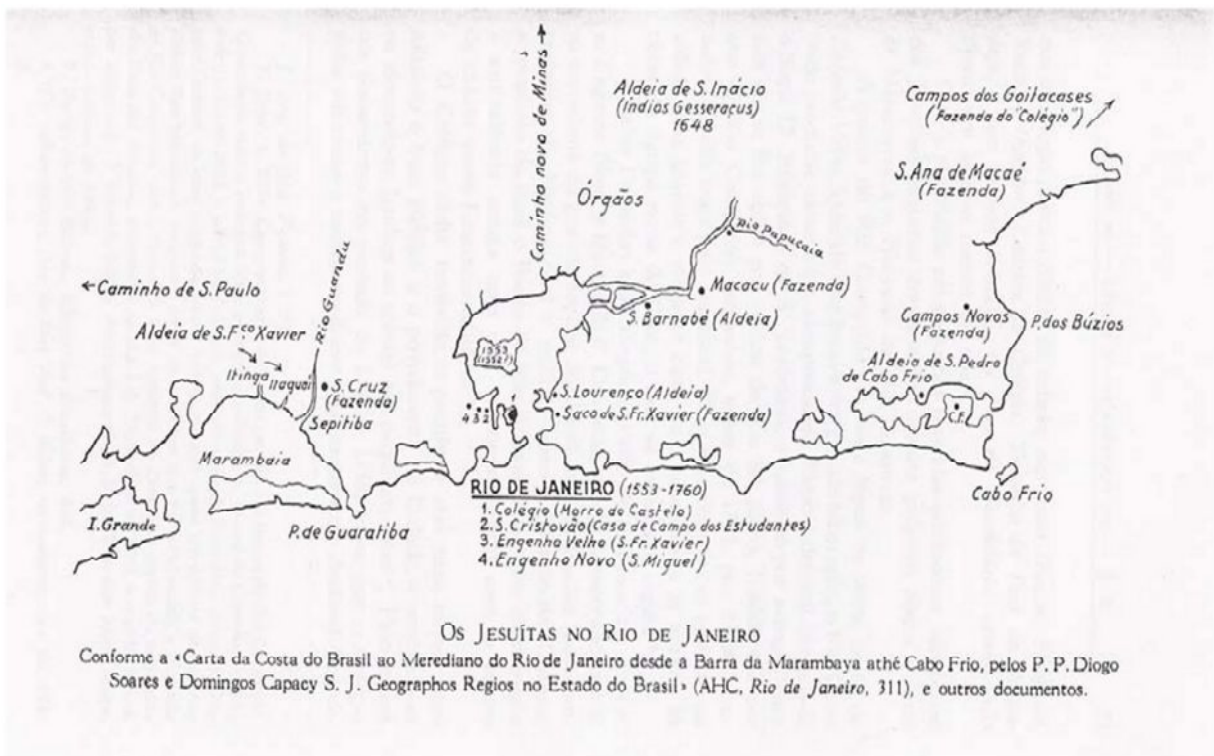 Caminho novo de Minas
Aldeia de S. Inácio
(Índios Gesseraçus)
1648
Campos dos Goilacases
(Fazenda do "Colégio")
S. Ana de Macaé
(Fazenda)
Órgãos
Rio Papucaia
Rio Guandu
← Caminho de S. Paulo
Macacu (Fazenda)
S. Barnabé (Aldeia)
Campos Novos
(Fazenda)
P. dos Búzios
Aldeia de S. F.co Xavier
Itinga
Itaguaí
S. Cruz
(Fazenda)
Sepitiba
1553
(1552?)
Aldeia de S. Pedro
de Cabo Frio
S. Lourenço (Aldeia)
Saco de S. Fr. Xavier (Fazenda)
4 3 2
1
C.F.
Marambaia
I. Grande
P. de Guaratiba
Cabo Frio
RIO DE JANEIRO (1553-1760)
1. Colégio (Morro do Castelo)
2. S. Cristovão (Casa de Campo dos Estudantes)
3. Engenho Velho (S. Fr. Xavier)
4. Engenho Novo (S. Miguel)
OS JESUÍTAS NO RIO DE JANEIRO
Conforme a «Carta da Costa do Brasil ao Merediano do Rio de Janeiro desde a Barra da Marambaya athé Cabo Frio, pelos P. P. Diogo
Soares e Domingos Capacy S. J. Geographos Regios no Estado do Brasil» (AHC, Rio de Janeiro, 311), e outros documentos.